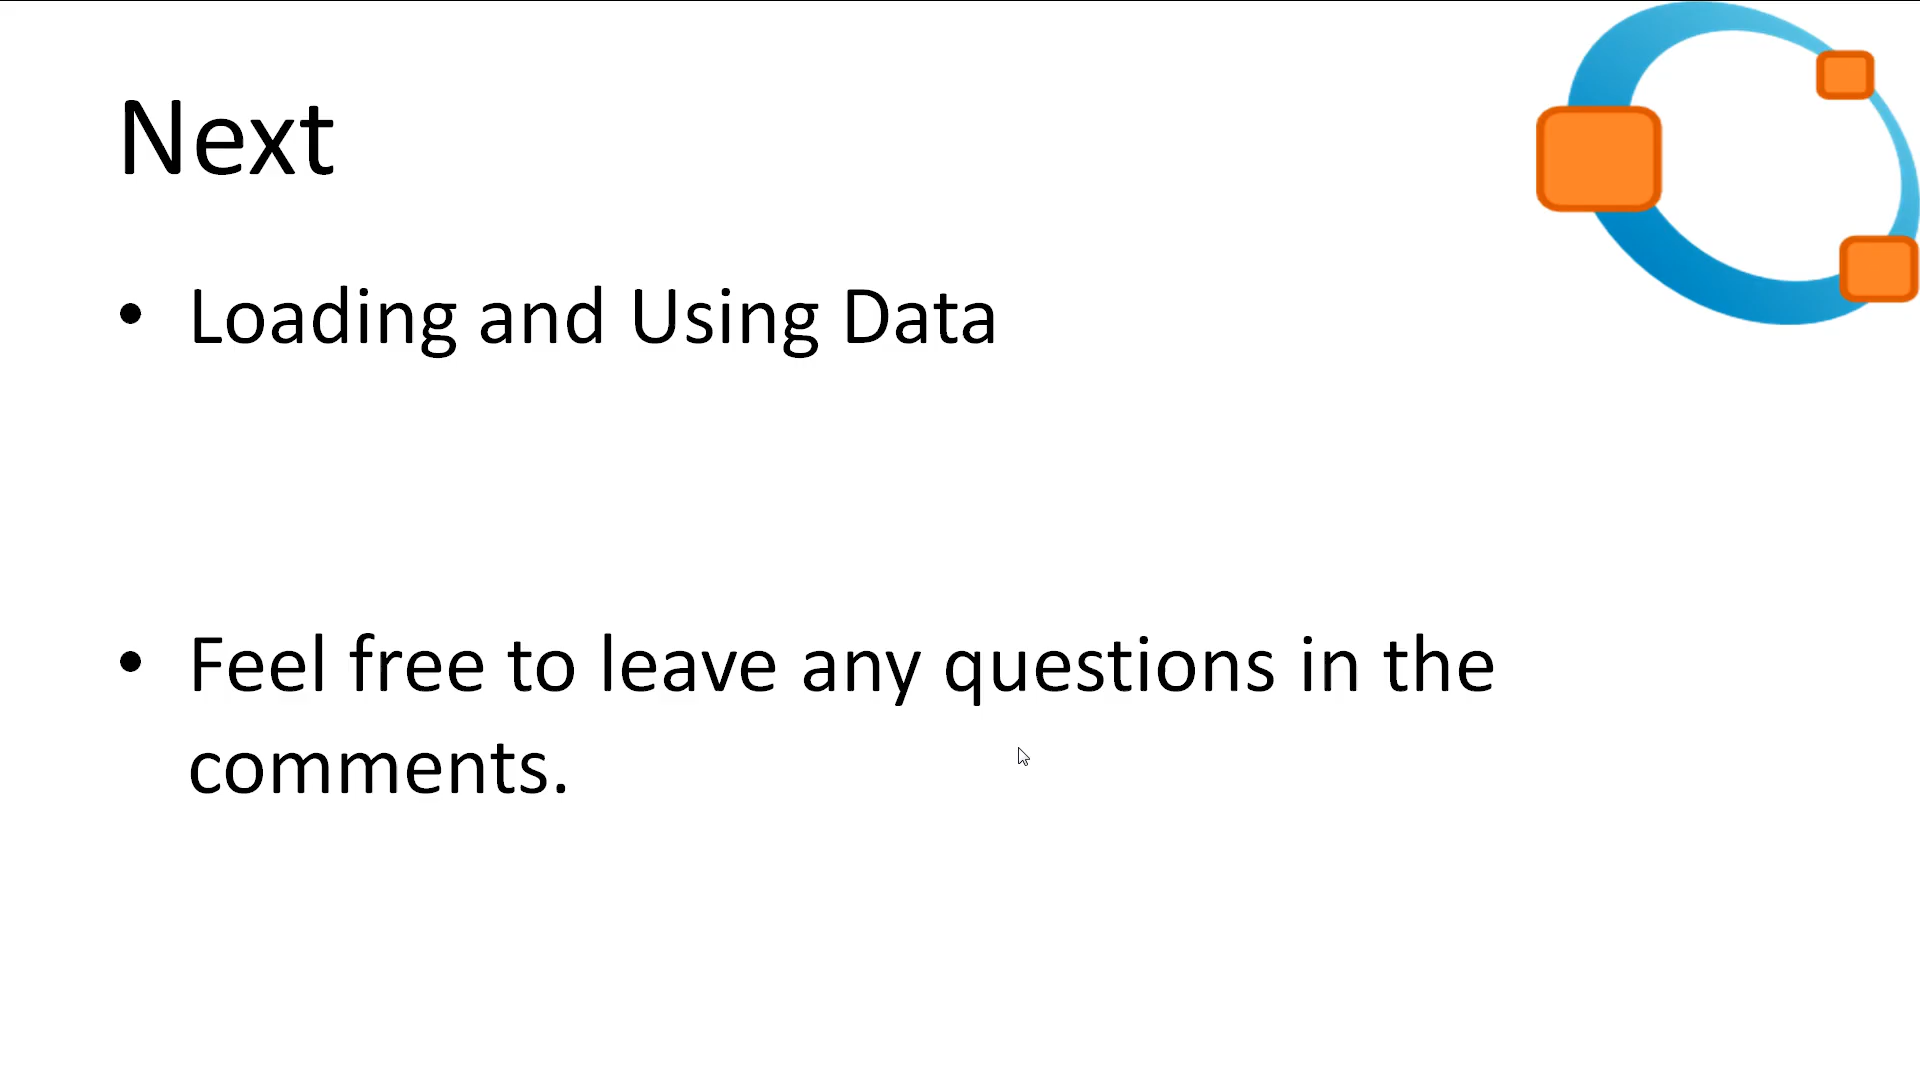 Next
• Loading and Using Data
• Feel free to leave any questions in the
comments.